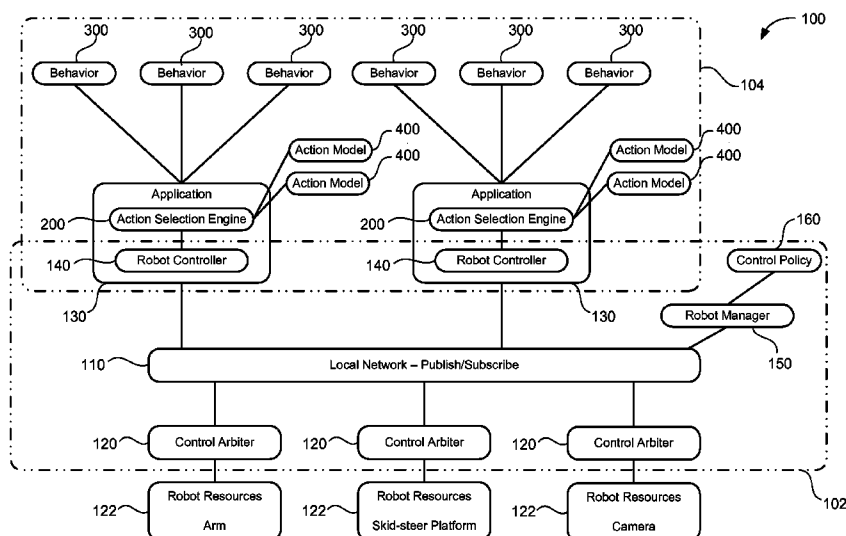 300 300 300 300 300 300 100
Behavior Behavior Behavior Behavior Behavior Behavior
104
400 400
Action Model Action Model
400 400
Application Action Model Application Action Model
200 Action Selection Engine 200 Action Selection Engine
160
140 Robot Controller 140 Robot Controller Control Policy
130 130 Robot Manager
110 Local Network – Publish/Subscribe 150
120 Control Arbiter 120 Control Arbiter 120 Control Arbiter
Robot Resources Robot Resources Robot Resources 102
122 122 122
Arm Skid-steer Platform Camera